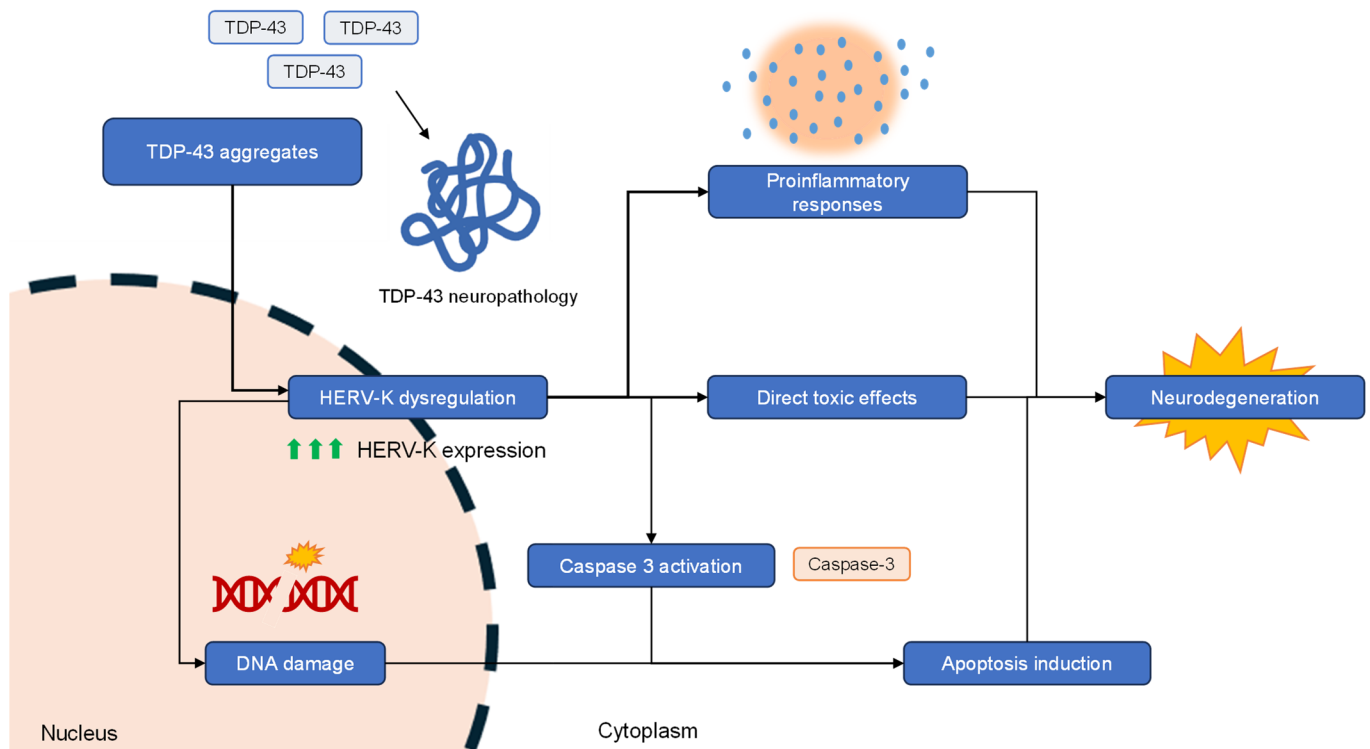 TDP-43
TDP-43
TDP-43
TDP-43 aggregates
TDP-43 neuropathology
Proinflammatory
responses
HERV-K dysregulation
HERV-K expression
Direct toxic effects
Neurodegeneration
Caspase 3 activation
Caspase-3
DNA damage
Apoptosis induction
Nucleus
Cytoplasm